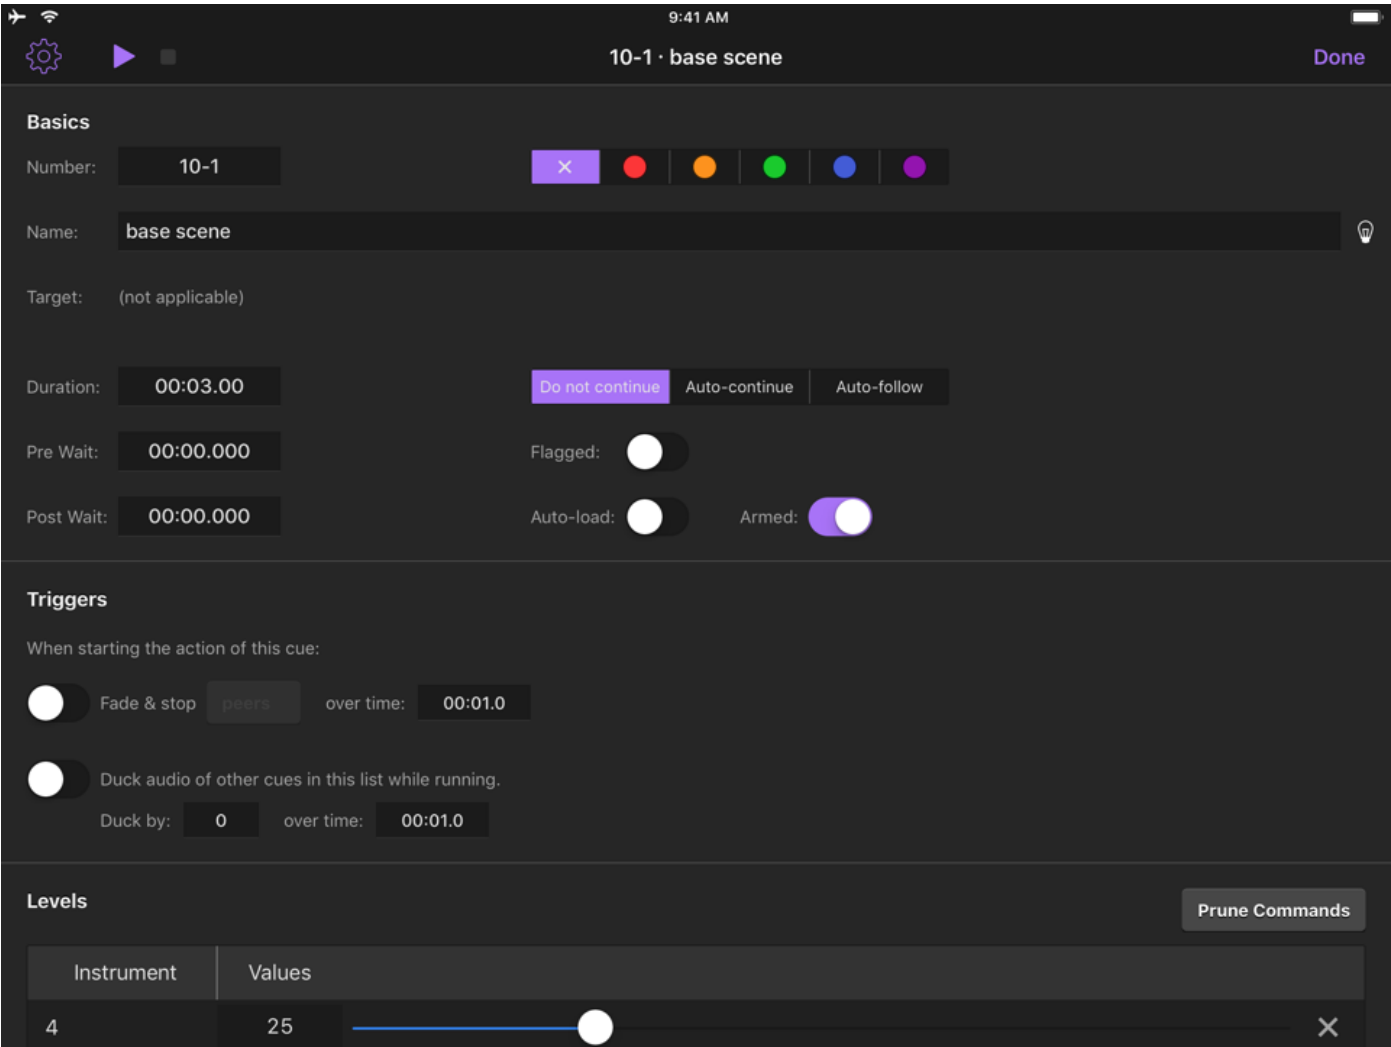 9:41 AM
10-1 · base scene
Done
Basics
Number: 10-1
Name: base scene
Target: (not applicable)
Duration: 00:03.00 Do not continue Auto-continue Auto-follow
Pre Wait: 00:00.000 Flagged:
Post Wait: 00:00.000 Auto-load: Armed:
Triggers
When starting the action of this cue:
Fade & stop peers over time: 00:01.0
Duck audio of other cues in this list while running.
Duck by: 0 over time: 00:01.0
Levels
Prune Commands
Instrument Values
4 25